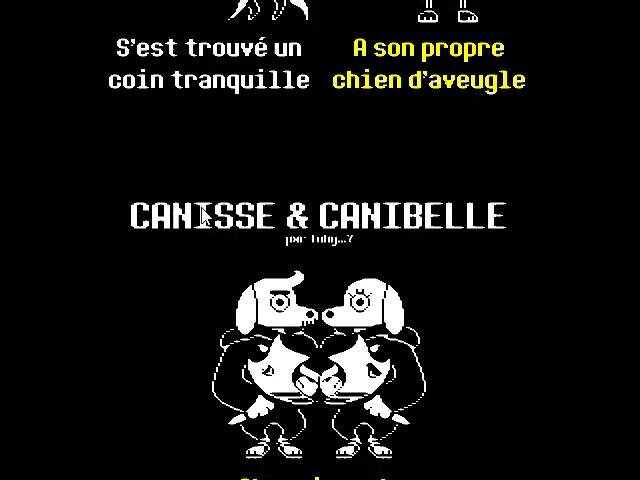 S'est trouvé un
coin tranquille
A son propre
chien d'aveugle
CANISSE & CANIBELLE